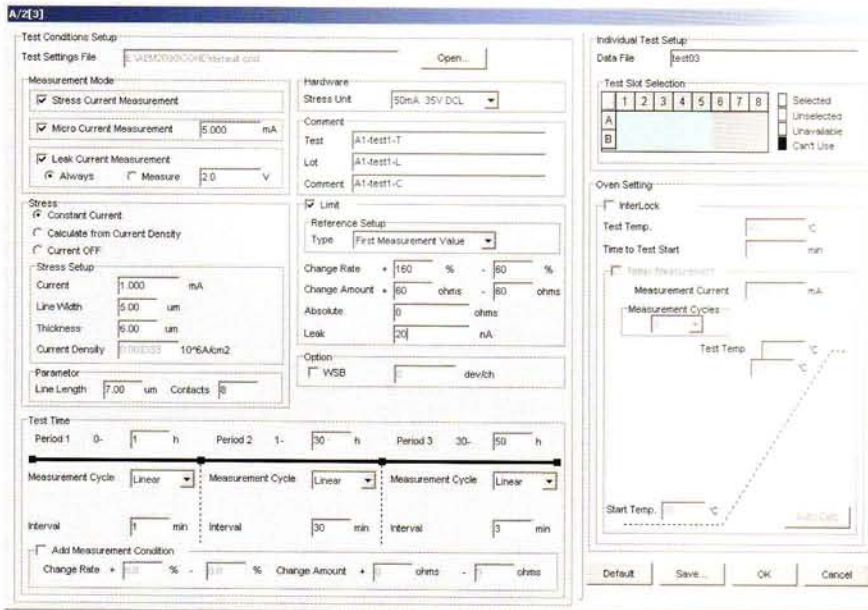 A/2[3]
Test Conditions Setup
Test Settings File
Open...
Measurement Mode
Stress Current Measurement
Micro Current Measurement 5.000 mA
Leak Current Measurement
Always Measure 2.0 V
Hardware
Stress Unit 50mA 35V DCL
Comment
Test A1-test1-T
Lot A1-test1-L
Comment A1-test1-C
Stress
Constant Current
Calculate from Current Density
Current OFF
Stress Setup
Current 1.000 mA
Line Width 5.00 um
Thickness 6.00 um
Current Density 0.003333 10^6A/cm2
Parametor
Line Length 7.00 um Contacts 8
Limit
Reference Setup
Type First Measurement Value
Change Rate + 160 % - 60 %
Change Amount + 60 ohms - 60 ohms
Absolute 0 ohms
Leak 20 nA
Option
WSB dev/ch
Test Time
Period 1 0- 1 h Period 2 1- 30 h Period 3 30- 50 h
Measurement Cycle Linear Measurement Cycle Linear Measurement Cycle Linear
Interval 1 min Interval 30 min Interval 3 min
Add Measurement Condition
Change Rate + % - % Change Amount + ohms - ohms
Individual Test Setup
Data File test03
Test Slot Selection
1 2 3 4 5 6 7 8
A
B
Selected
Unselected
Unavailable
Can't Use
Oven Setting
InterLock
Test Temp. °C
Time to Test Start min
Measurement Current mA
Measurement Cycles
Test Temp °C
°C
Start Temp. °C
Auto Calc
Default Save... OK Cancel